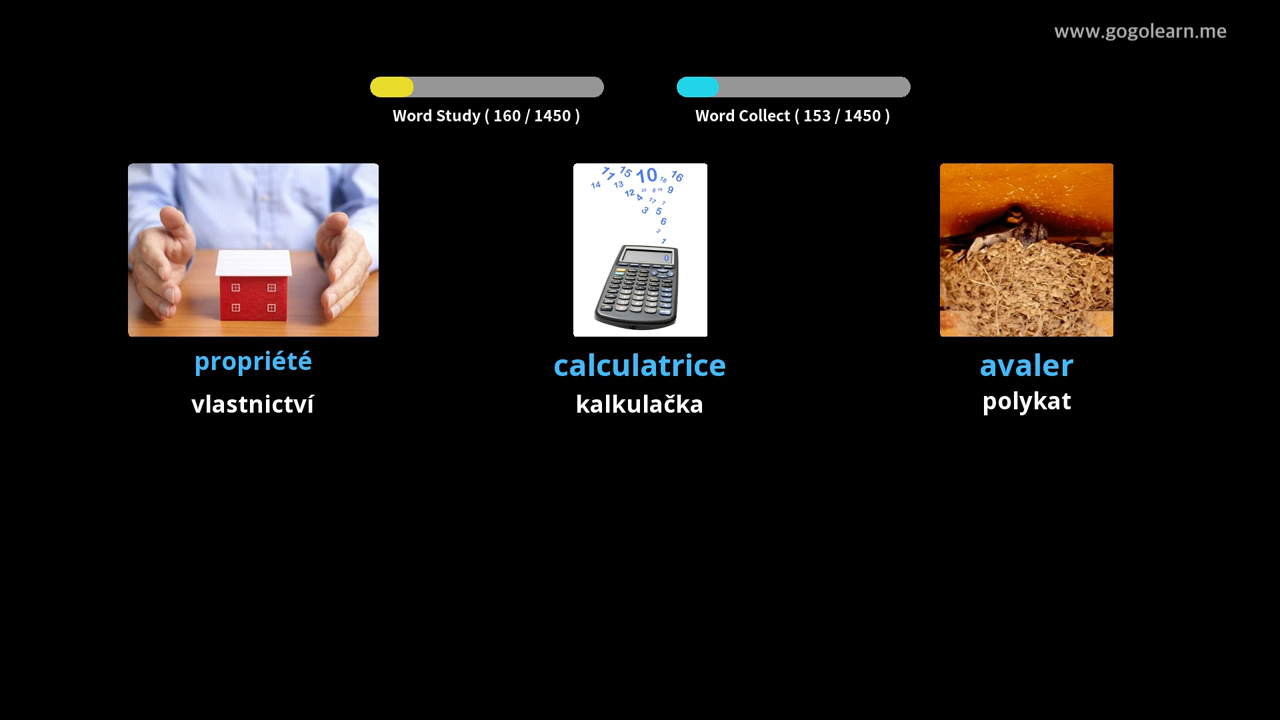 www.gogolearn.me
Word Study ( 160 / 1450 )
Word Collect ( 153 / 1450 )
propriété
calculatrice
avaler
vlastnictví
kalkulačka
polykat